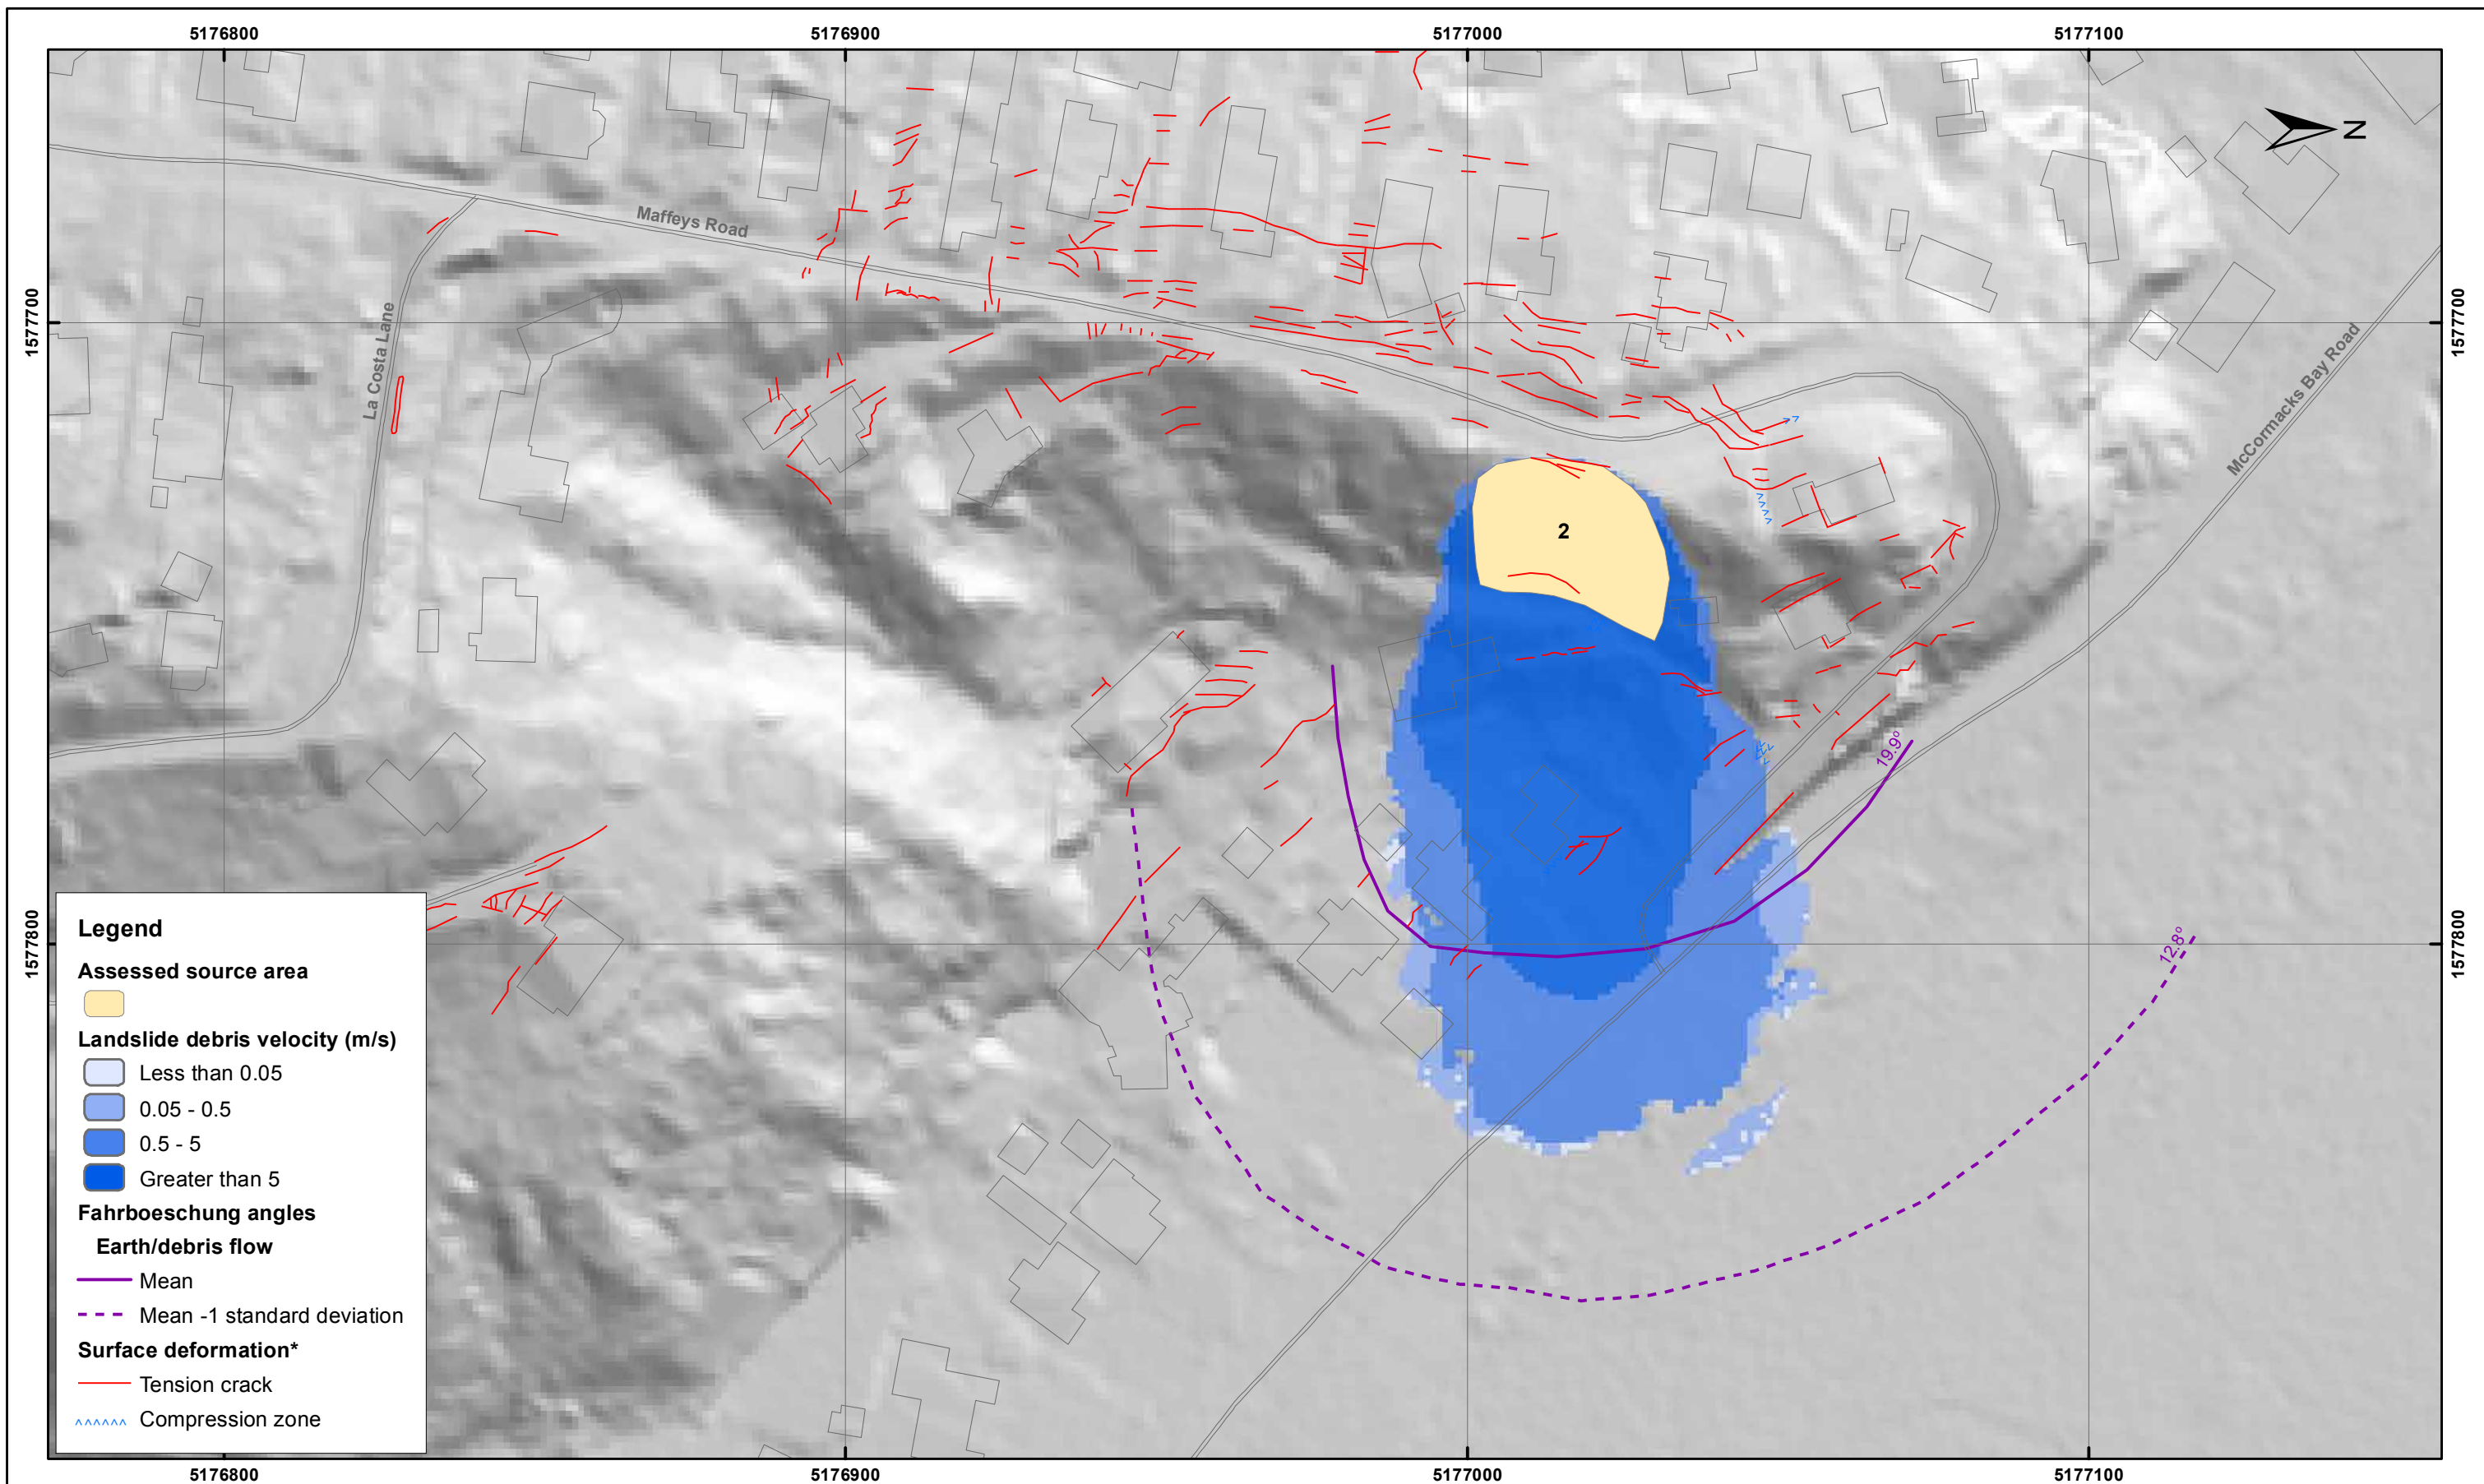 5176800
5176900
5177000
5177100
N
Maffeys Road
La Costa Lane
McCormacks Bay Road
1577700
1577700
2
19.9º
12.8º
1577800
1577800
Legend
Assessed source area
Landslide debris velocity (m/s)
Less than 0.05
0.05 - 0.5
0.5 - 5
Greater than 5
Fahrboeschung angles
Earth/debris flow
Mean
Mean -1 standard deviation
Surface deformation*
Tension crack
Compression zone
5176800
5176900
5177000
5177100